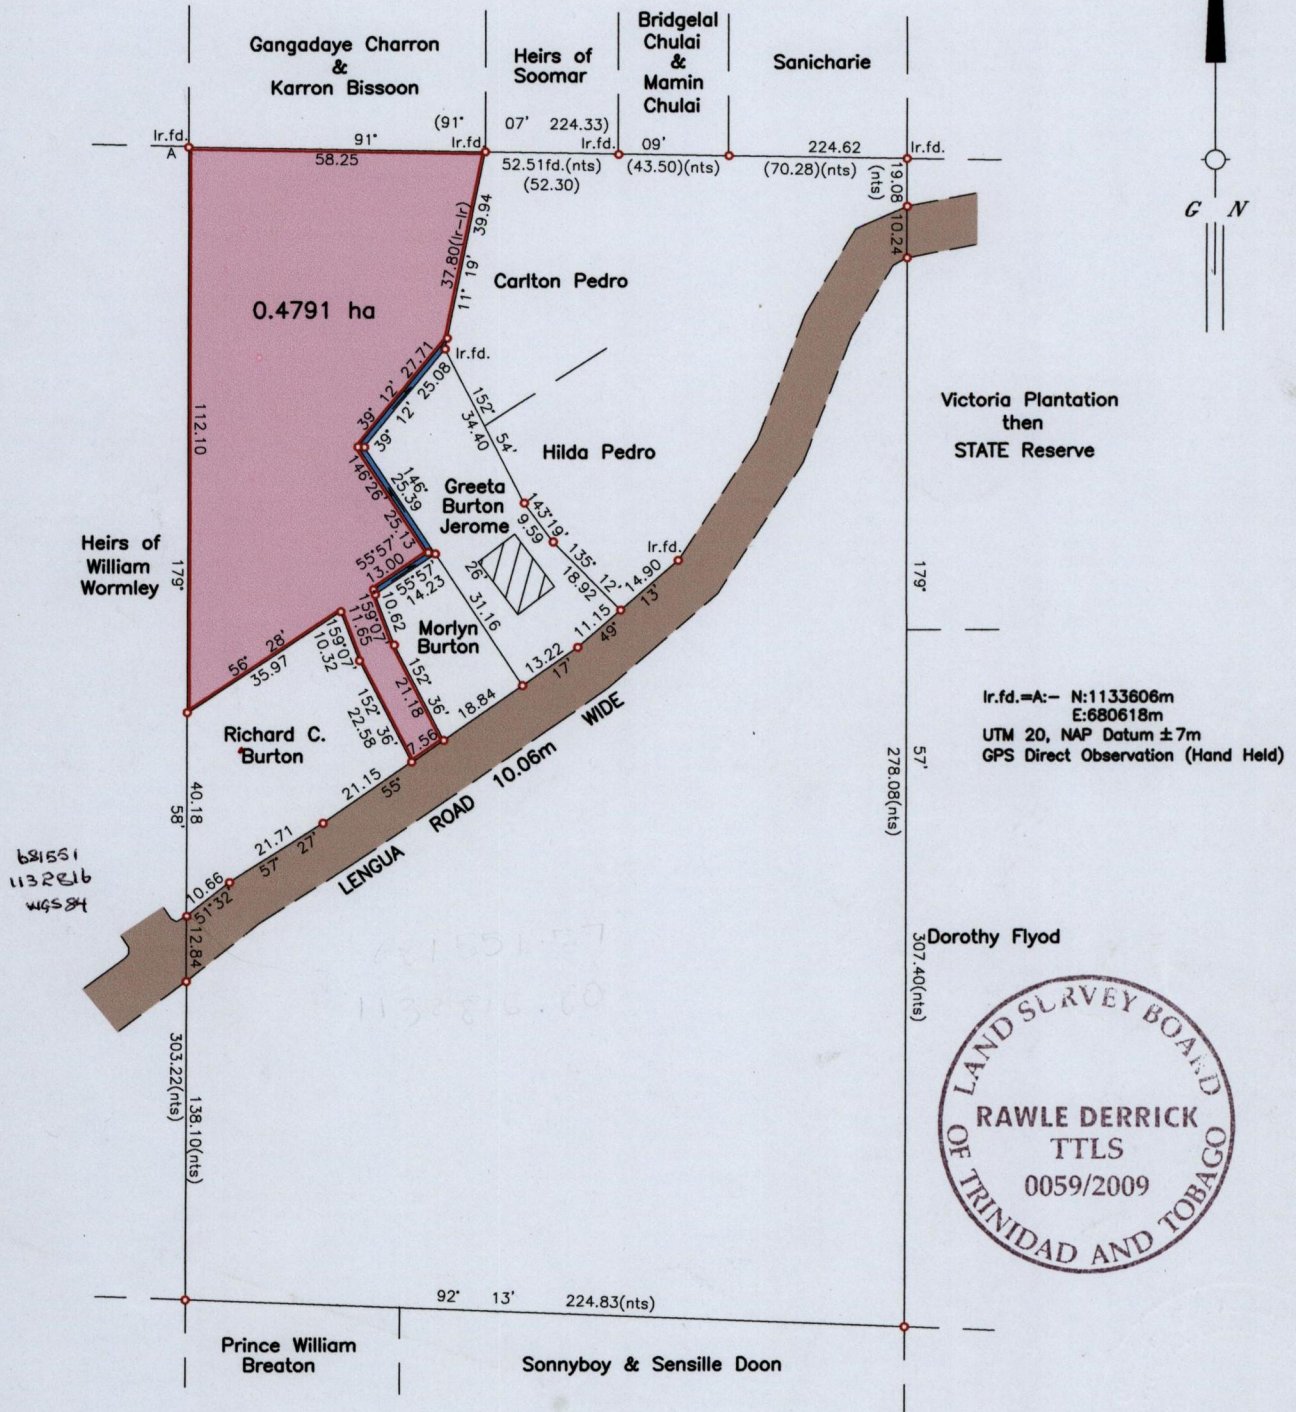 Gangadaye Charron
&
Karron Bissoon
Heirs of
Soomar
Bridgelal
Chulai
&
Mamin
Chulai
Sanicharie
G N
(91° 07' 224.33)
Ir.fd.
A
91°
58.25
Ir.fd
52.51fd.(nts)
(52.30)
Ir.fd.
09'
(43.50)(nts)
224.62
(70.28)(nts)
Ir.fd.
19.08
(nts)
10.24
37.80(Ir-Ir)
39.94
11° 19'
Carlton Pedro
0.4791 ha
Ir.fd.
39° 12' 27.71
39° 12' 25.08
152° 54'
34.40
Hilda Pedro
Victoria Plantation
then
STATE Reserve
112.10
146°26'
25.13
146°
25.39
26'
Greeta
Burton
Jerome
143°19'
9.59
135° 12'
18.92
Ir.fd.
14.90
13'
Heirs of
William
Wormley
179°
179°
55°57'
13.00
55°57'
14.23
31.16
11.15
49°
159°07'
10.62
11.65
159°07'
10.32
Morlyn
Burton
13.22
17'
56° 28'
35.97
152° 36'
21.18
152° 36'
22.58
18.84
7.56
Richard C.
Burton
Ir.fd.=A:- N:1133606m
E:680618m
UTM 20, NAP Datum ±7m
GPS Direct Observation (Hand Held)
57'
278.08(nts)
LENGUA ROAD 10.06m WIDE
21.15
55'
40.18
58'
21.71
57° 27'
10.66
51°32'
12.84
681551
1132816
WGS84
Dorothy Flyod
307.40(nts)
303.22(nts)
138.10(nts)
LAND SURVEY BOARD
RAWLE DERRICK
TTLS
0059/2009
OF TRINIDAD AND TOBAGO
92° 13' 224.83(nts)
Prince William
Breaton
Sonnyboy & Sensille Doon